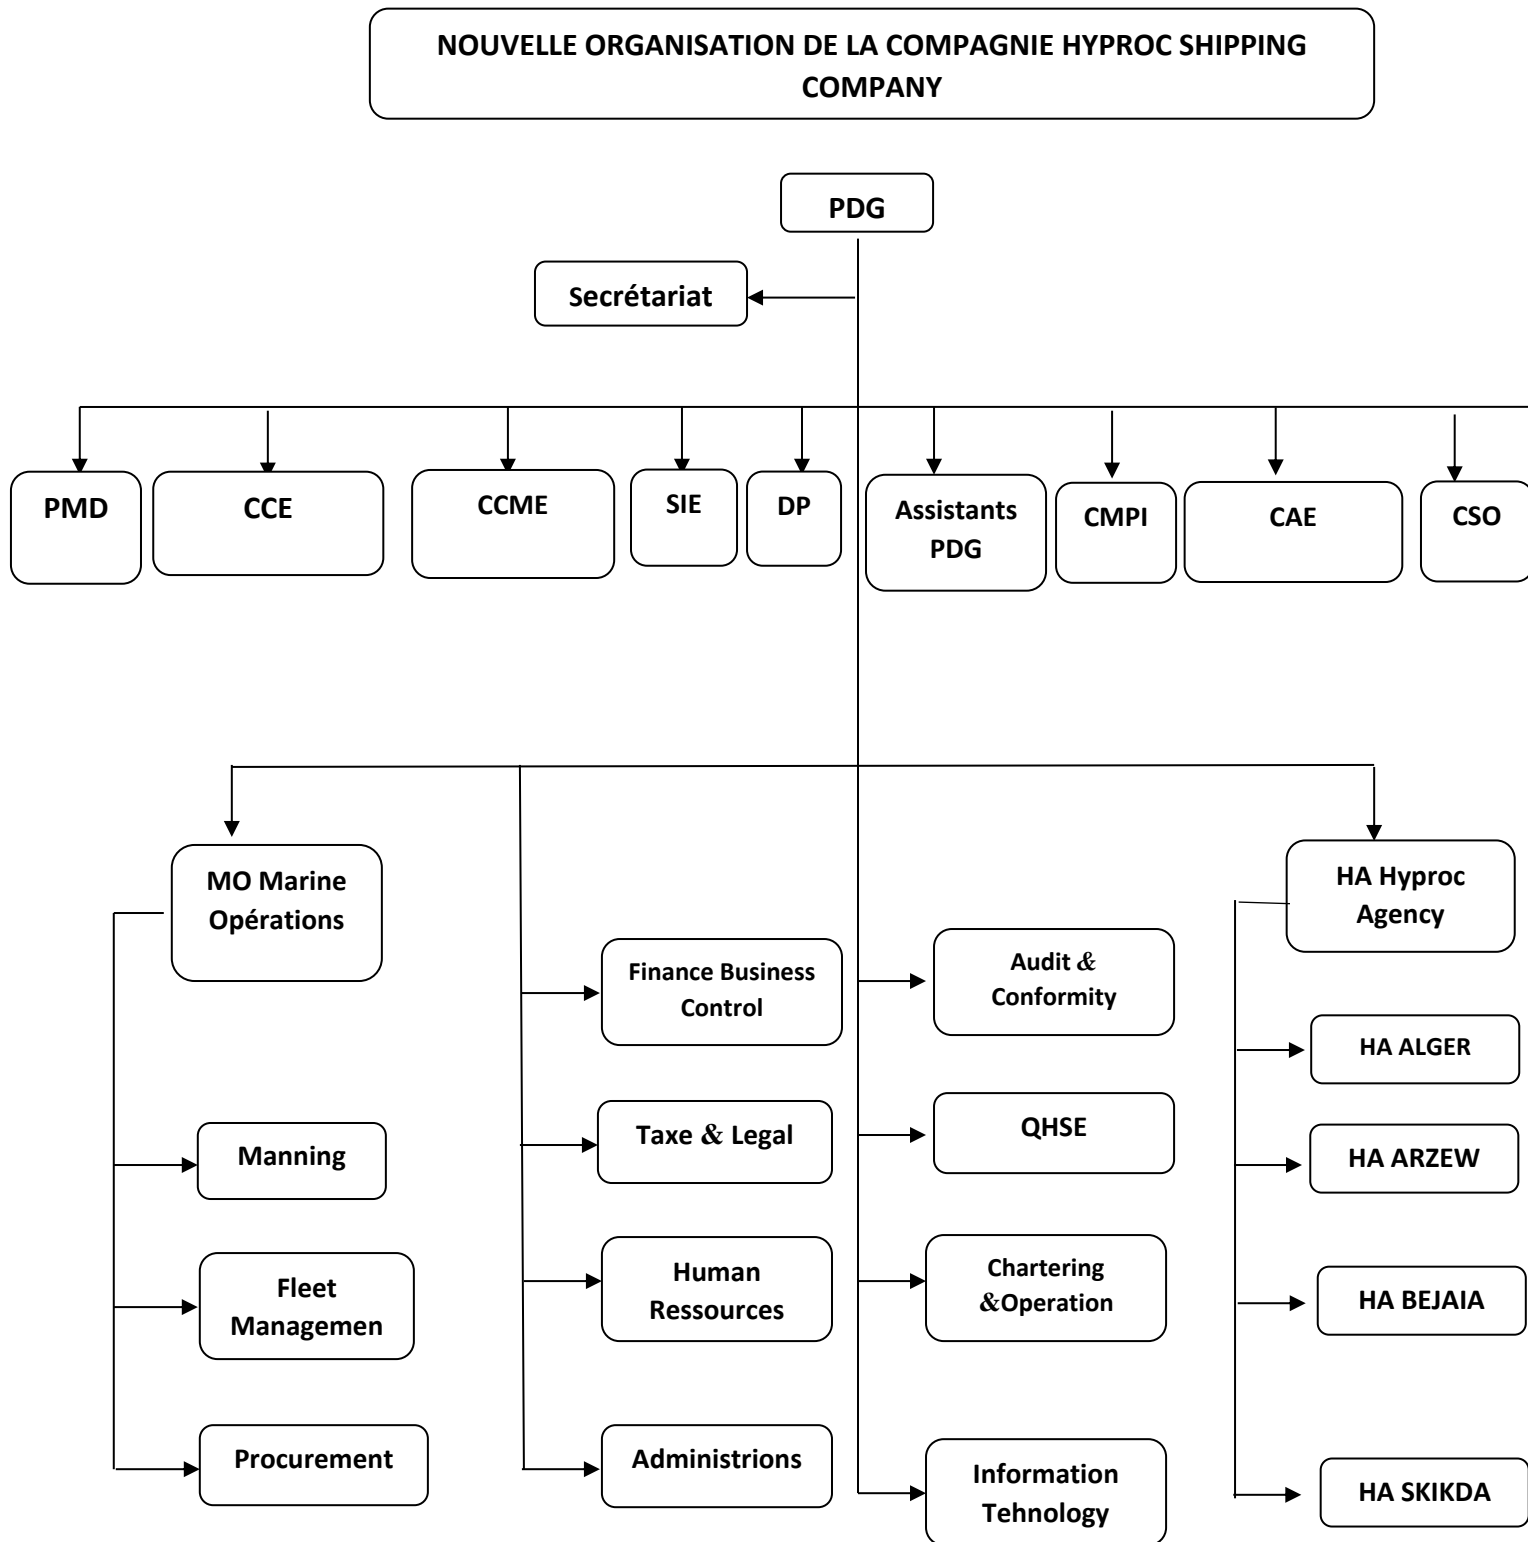 NOUVELLE ORGANISATION DE LA COMPAGNIE HYPROC SHIPPING
COMPANY
PDG
Secrétariat
PMD
CCE
CCME
SIE
DP
Assistants
PDG
CMPI
CAE
CSO
MO Marine
Opérations
HA Hyproc
Agency
Finance Business
Control
Audit &
Conformity
HA ALGER
Manning
Taxe & Legal
QHSE
HA ARZEW
Fleet
Managemen
Human
Ressources
Chartering
&Operation
HA BEJAIA
Procurement
Administrions
Information
Tehnology
HA SKIKDA